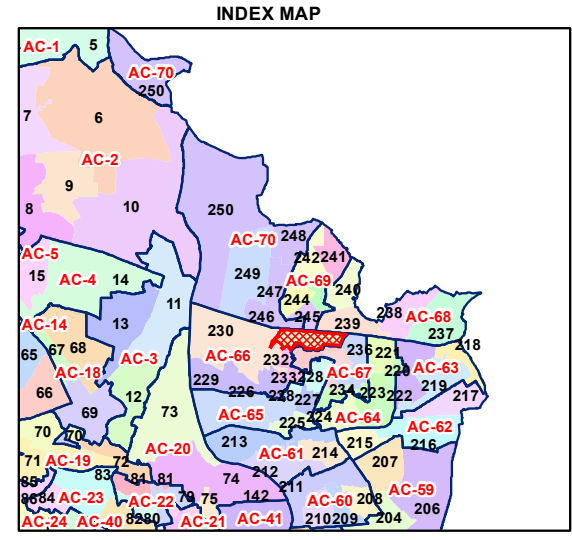 INDEX MAP
AC-1 5
AC-70
250
7 6
AC-2
9
8 10
250
AC-70 248
242 241
AC-5
15 AC-4 14
249 AC-69
247 244 240
11
246 245
AC-14 13
238 AC-68
239 237
230
65 67 68 AC-3
AC-66 232 236 221 218
AC-18
229 233 228 AC-67 220 AC-63
219
66 12
226 228 227 234 223 222 217
69 73
AC-65 224 AC-64 AC-62
225
70 70
213 AC-61 214 215 216
AC-20
71 AC-19 72
212 207
85 83 81 81 74 211
86 84 AC-23 AC-22 79 75 142 AC-60 208 AC-59
206
AC-24 AC-40 82 80 AC-21 AC-41 210 209 204